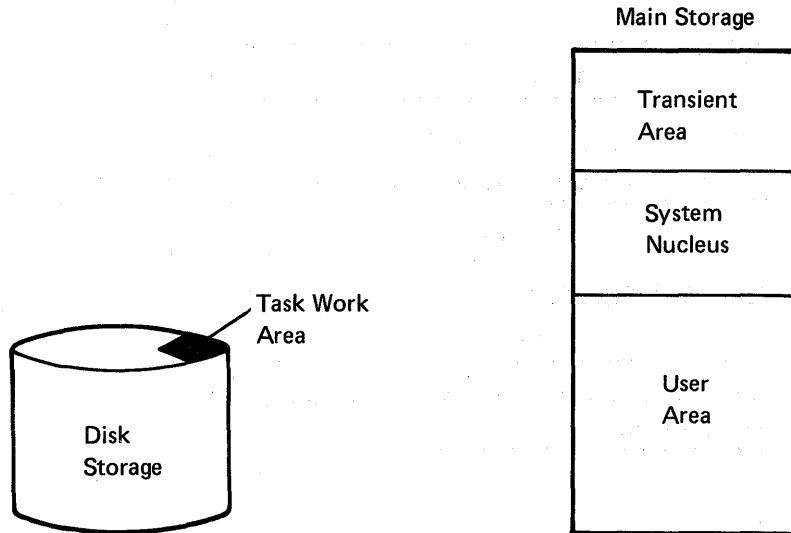 Main Storage
Transient
Area
System
Nucleus
Task Work
Area
User
Area
Disk
Storage